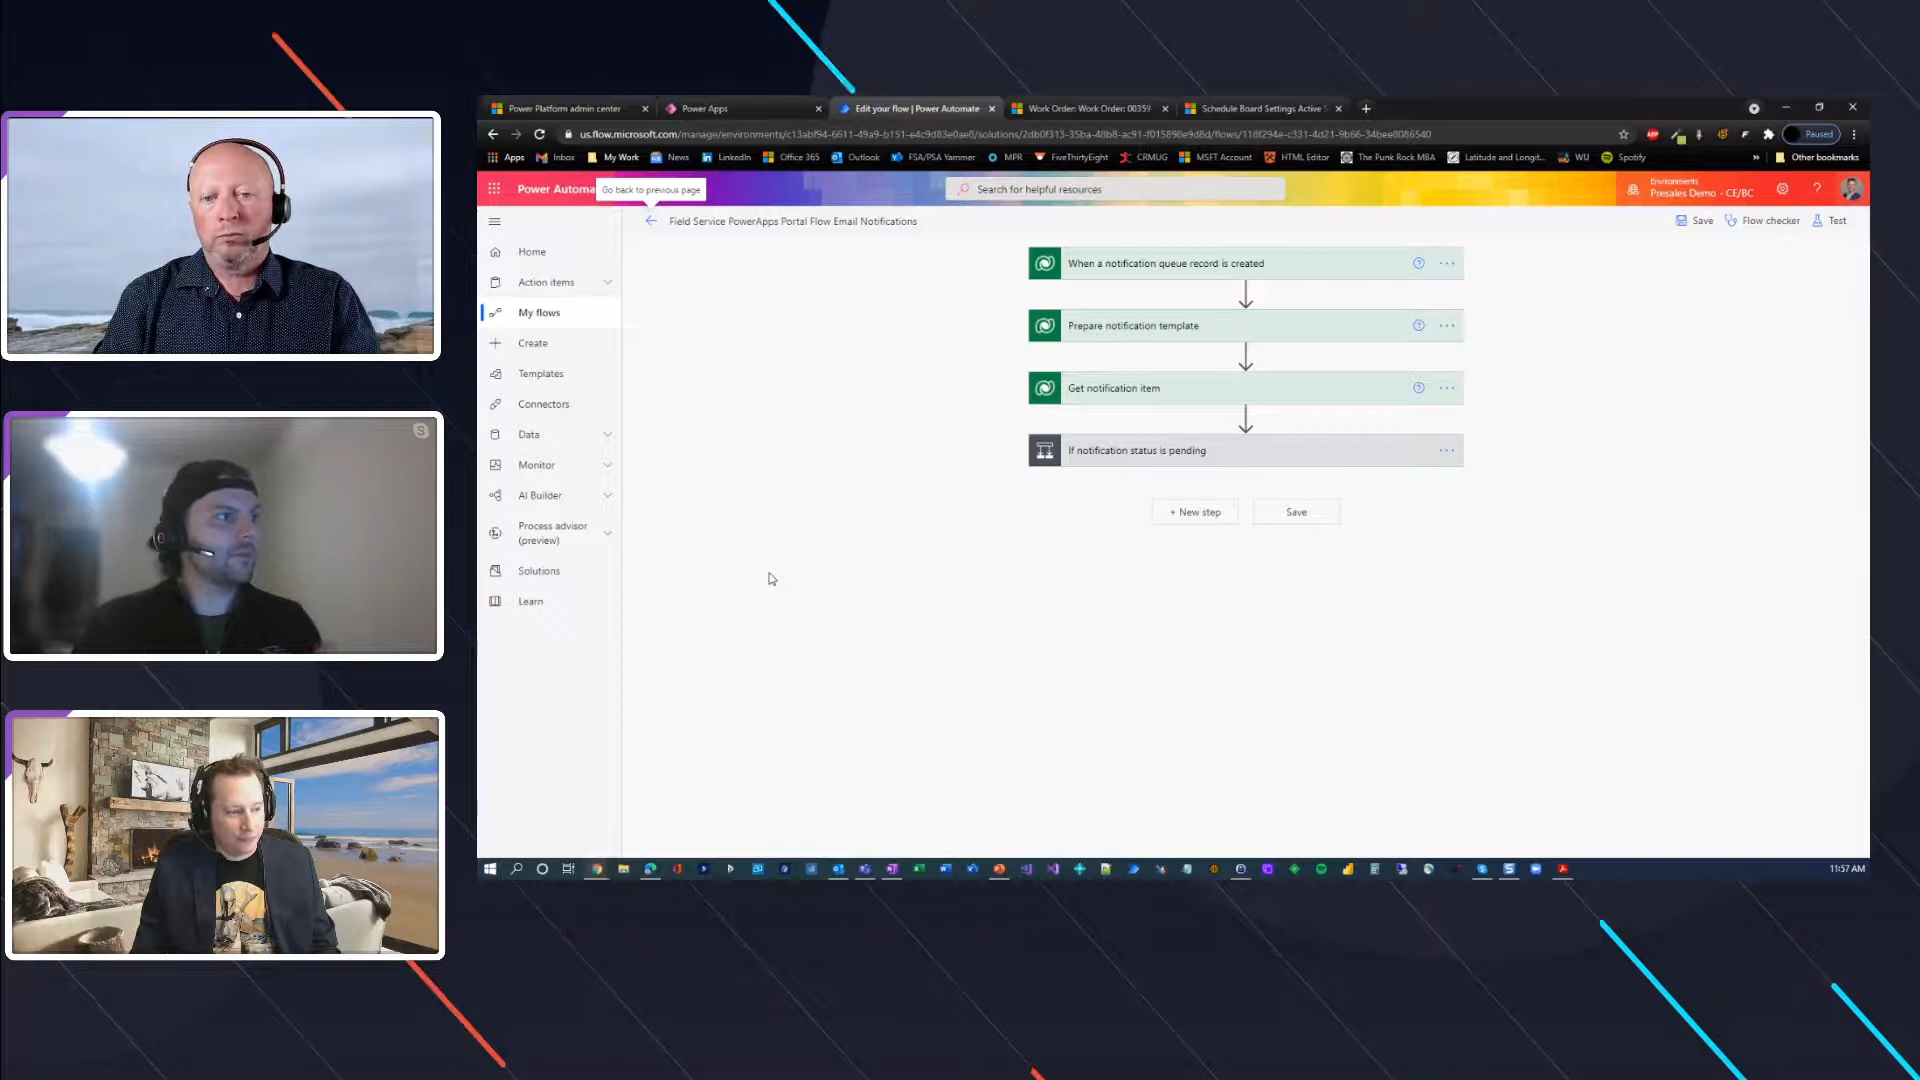 Power Platform admin center
Power Apps
Edit your flow | Power Automate
Work Order: Work Order: 00359
Schedule Board Settings Active S
us.flow.microsoft.com/manage/environments/c13abf94-6611-49a9-b151-e4c9d83e0ae8/solutions/2db0f313-35ba-48b8-ac91-f015898e9d8d/flows/118f294e-c331-4d21-9b66-34bee8086540
Paused
Apps
Inbox
My Work
News
LinkedIn
Office 365
Outlook
FSA/PSA Yammer
MPR
FiveThirtyEight
CRMUG
MSFT Account
HTML Editor
The Punk Rock MBA
Latitude and Longit...
WU
Spotify
Other bookmarks
Power Automa
Go back to previous page
Search for helpful resources
Environments
Presales Demo - CE/BC
Field Service PowerApps Portal Flow Email Notifications
Save
Flow checker
Test
Home
Action items
My flows
Create
Templates
Connectors
Data
Monitor
AI Builder
Process advisor
(preview)
Solutions
Learn
When a notification queue record is created
Prepare notification template
Get notification item
If notification status is pending
+ New step
Save
11:57 AM